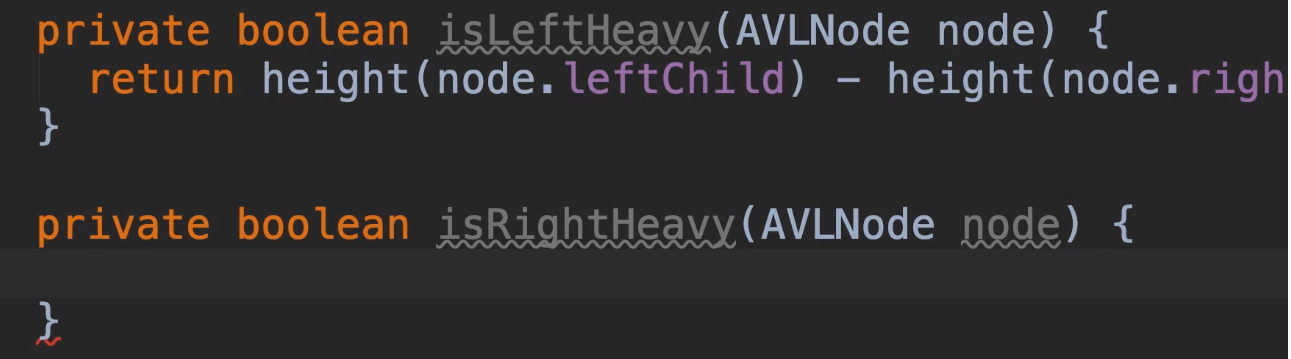 private boolean isLeftHeavy(AVLNode node) {
  return height(node.leftChild) - height(node.righ
}
private boolean isRightHeavy(AVLNode node) {
}